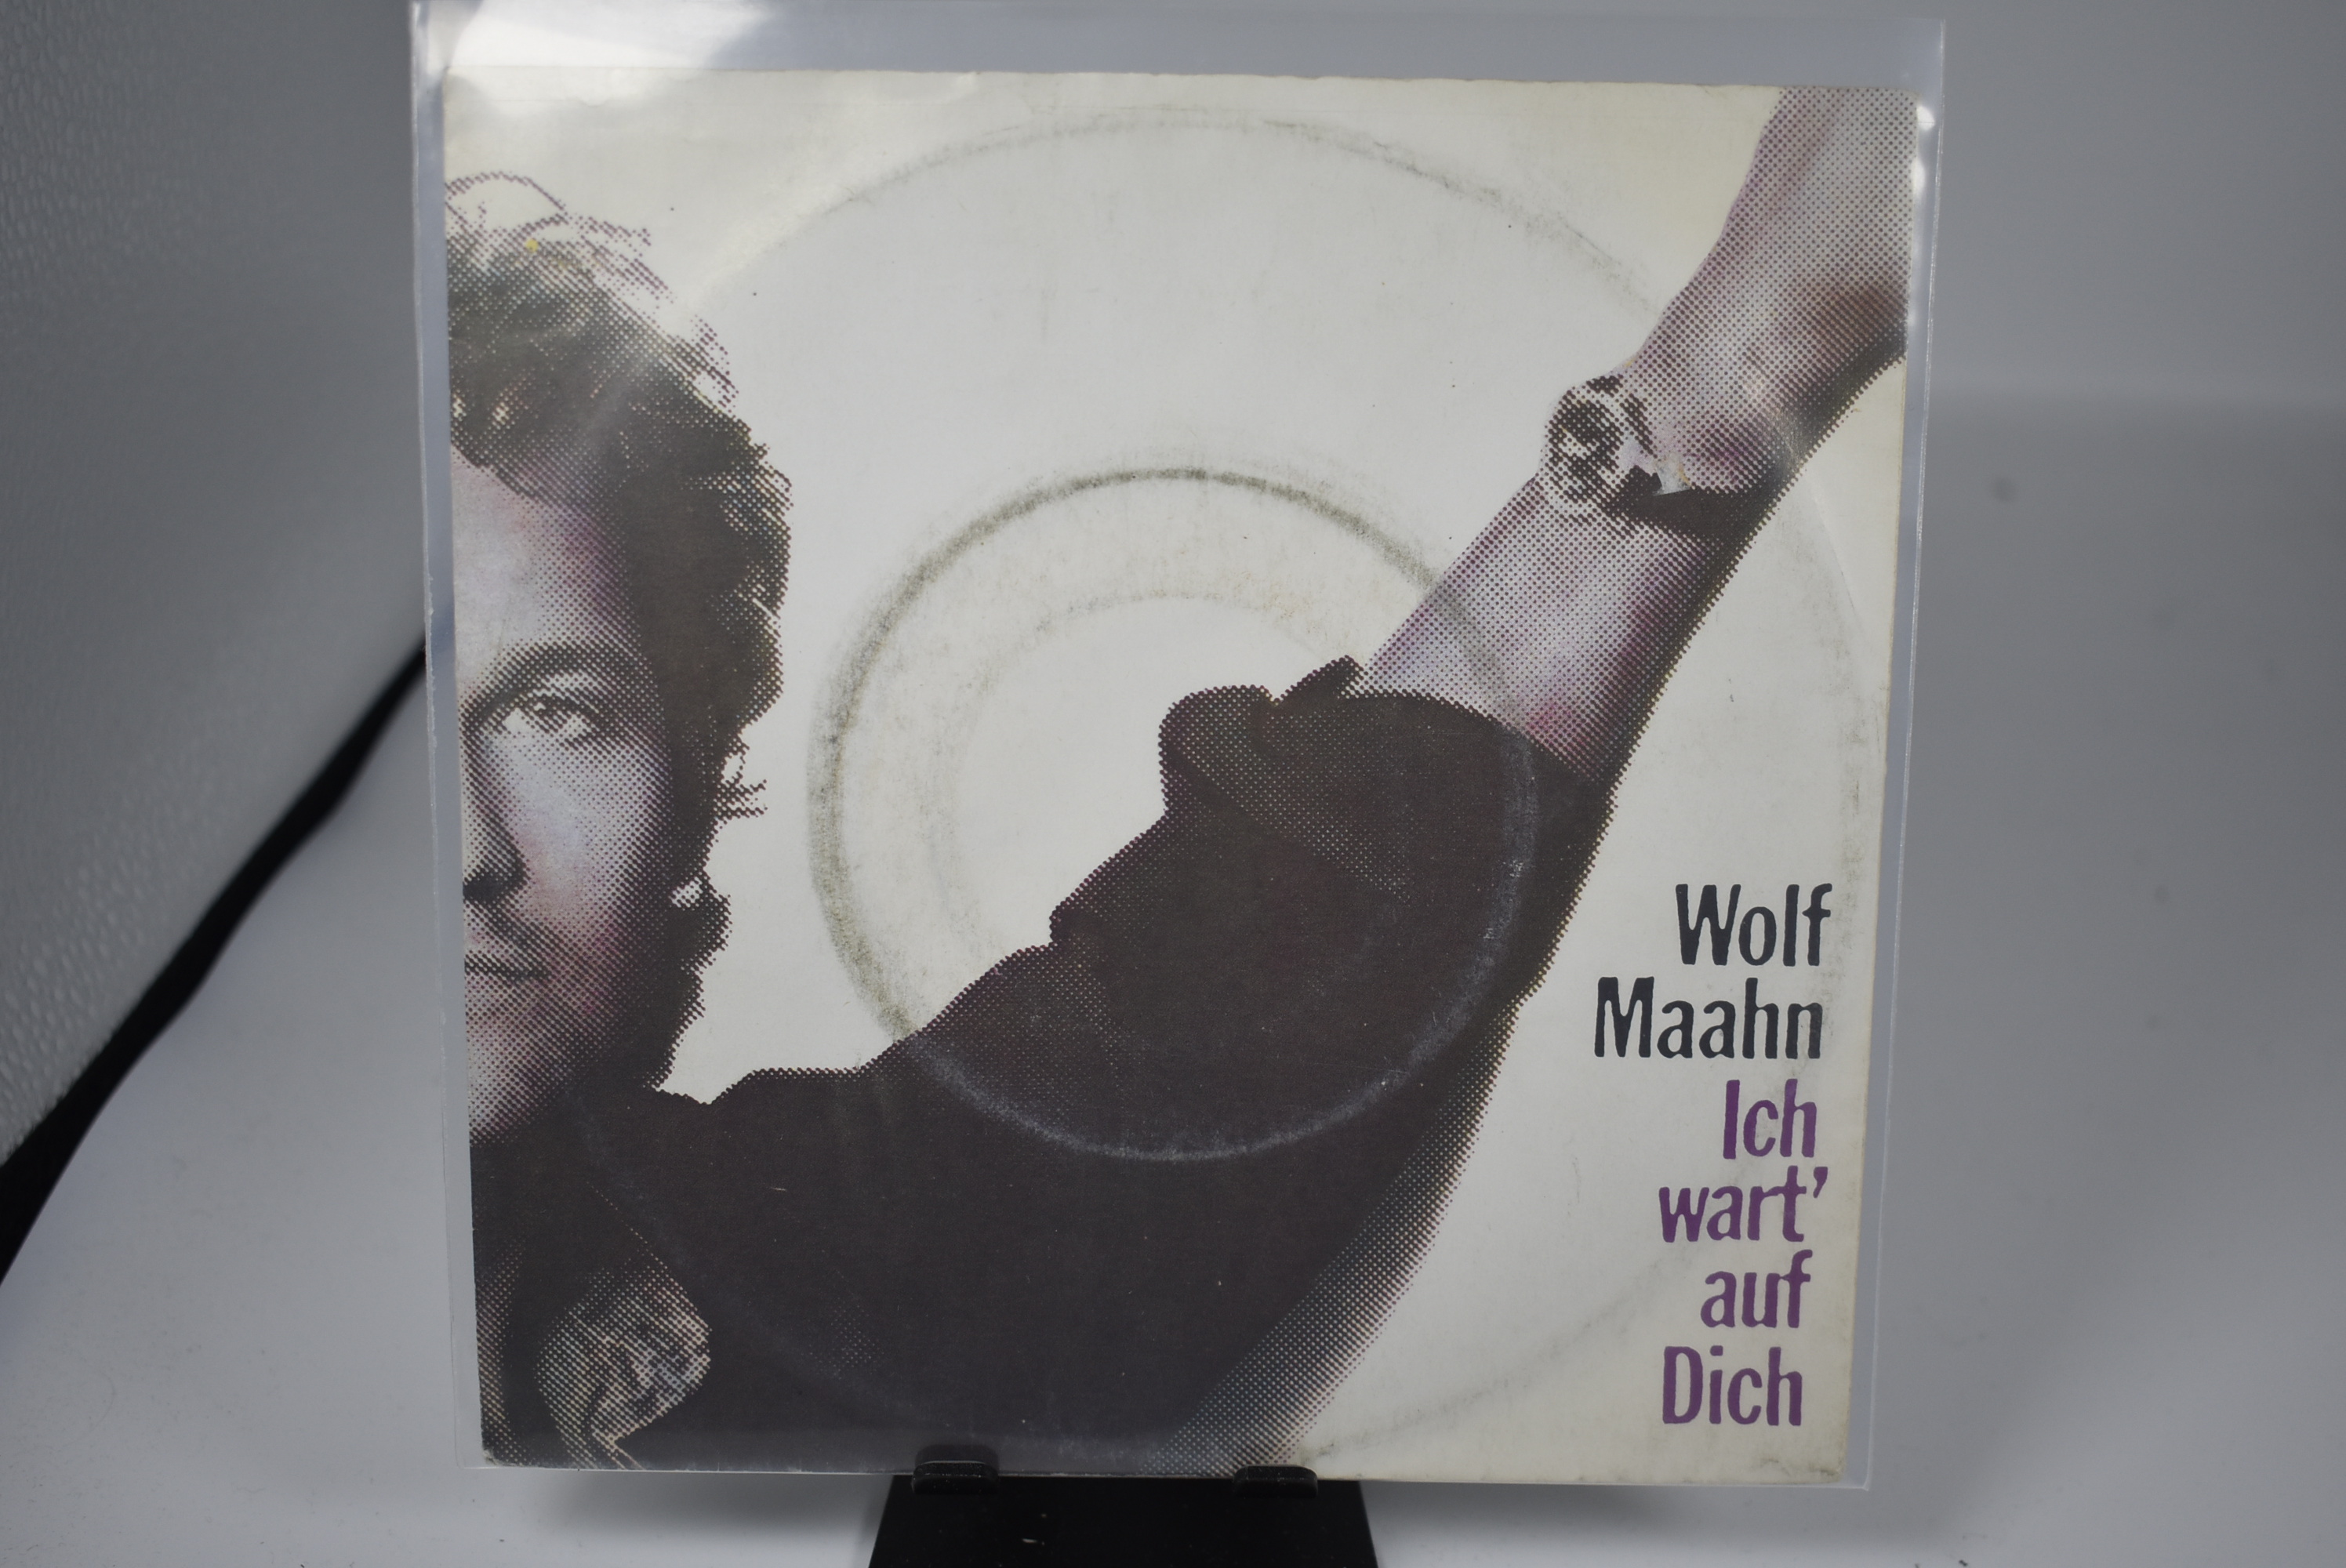 Wolf
Maahn
Ich
wart'
auf
Dich